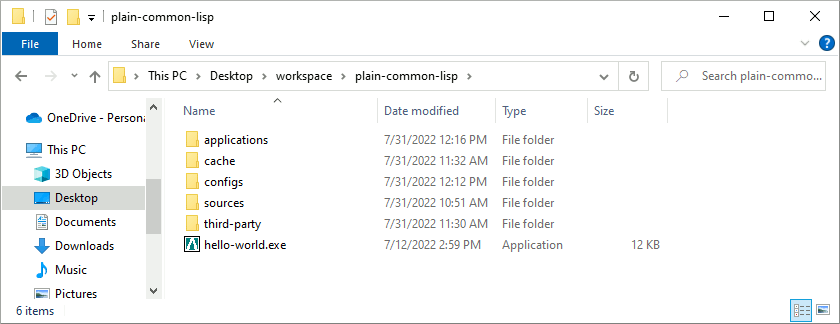 plain-common-lisp
File Home Share View
This PC Desktop workspace plain-common-lisp Search plain-commo...
Name Date modified Type Size
OneDrive - Persona
This PC
3D Objects
Desktop
Documents
Downloads
Music
Pictures
applications 7/31/2022 12:16 PM File folder
cache 7/31/2022 11:32 AM File folder
configs 7/31/2022 12:12 PM File folder
sources 7/31/2022 10:51 AM File folder
third-party 7/31/2022 11:30 AM File folder
hello-world.exe 7/12/2022 2:59 PM Application 12 KB
6 items